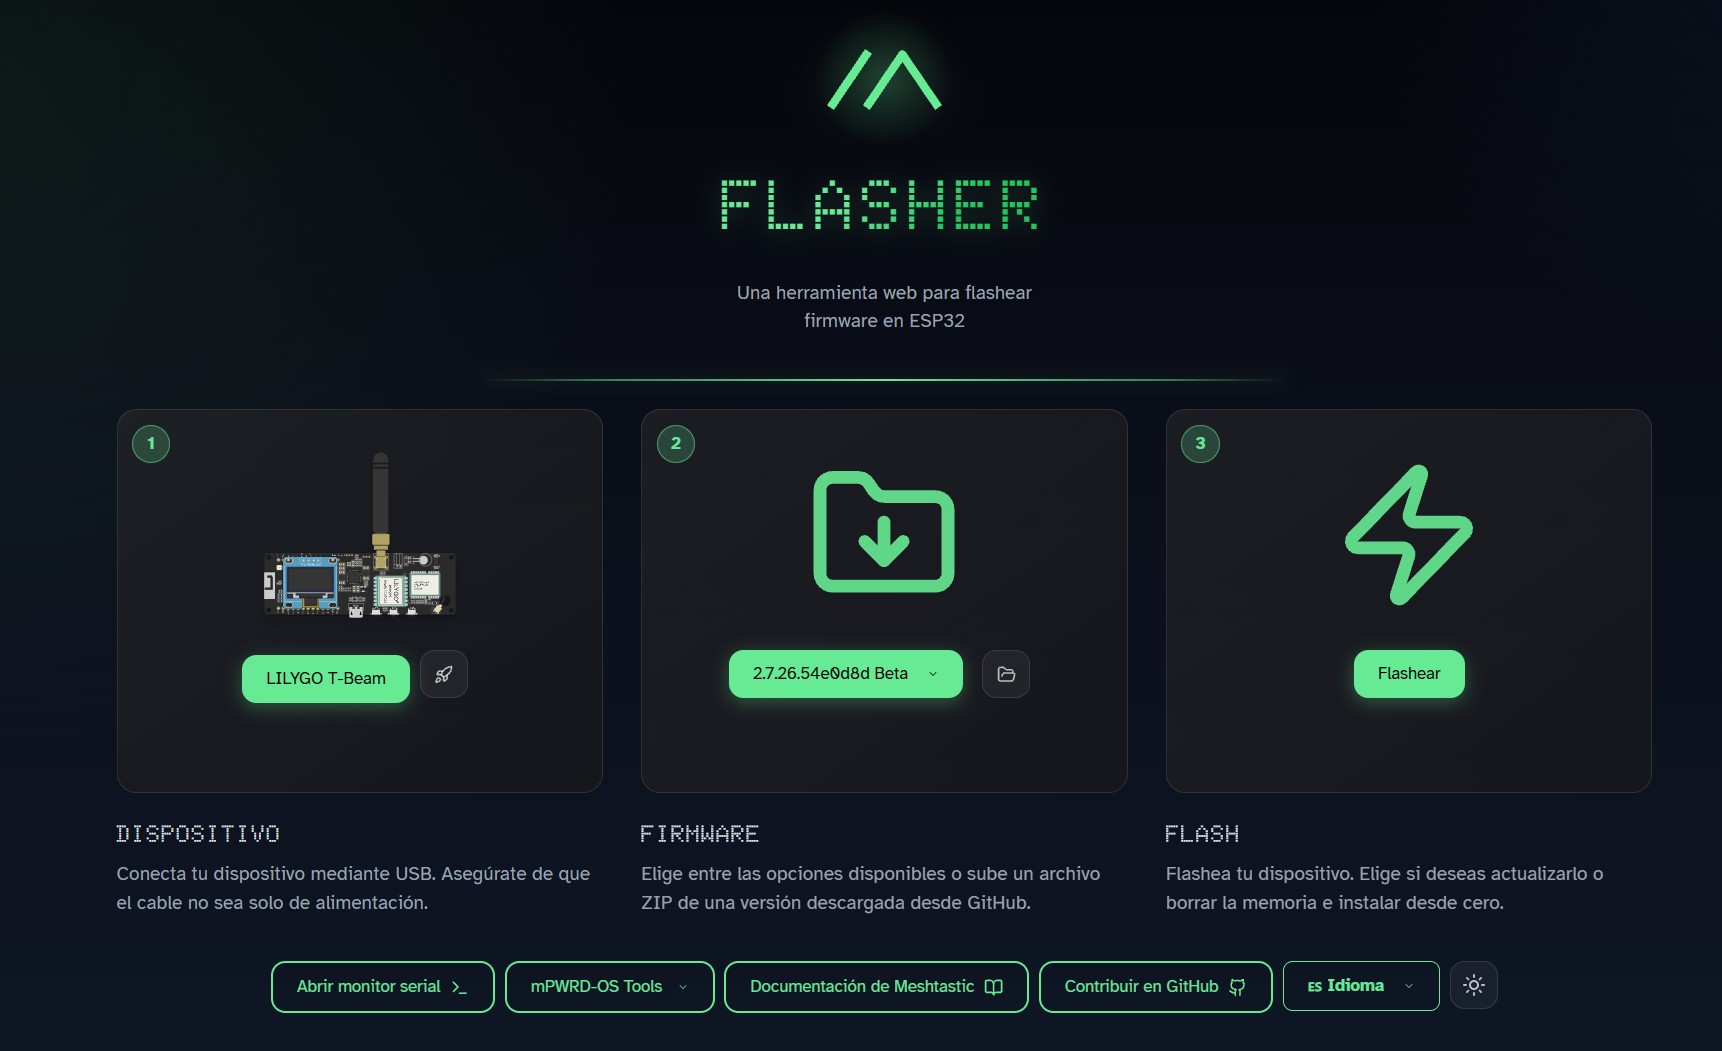 FLASHER
Una herramienta web para flashear
firmware en ESP32
1
LILYGO T-Beam
2
2.7.26.54e0d8d Beta
3
Flashear
DISPOSITIVO
Conecta tu dispositivo mediante USB. Asegúrate de que
el cable no sea solo de alimentación.
FIRMWARE
Elige entre las opciones disponibles o sube un archivo
ZIP de una versión descargada desde GitHub.
FLASH
Flashea tu dispositivo. Elige si deseas actualizarlo o
borrar la memoria e instalar desde cero.
Abrir monitor serial
mPWRD-OS Tools
Documentación de Meshtastic
Contribuir en GitHub
ES Idioma